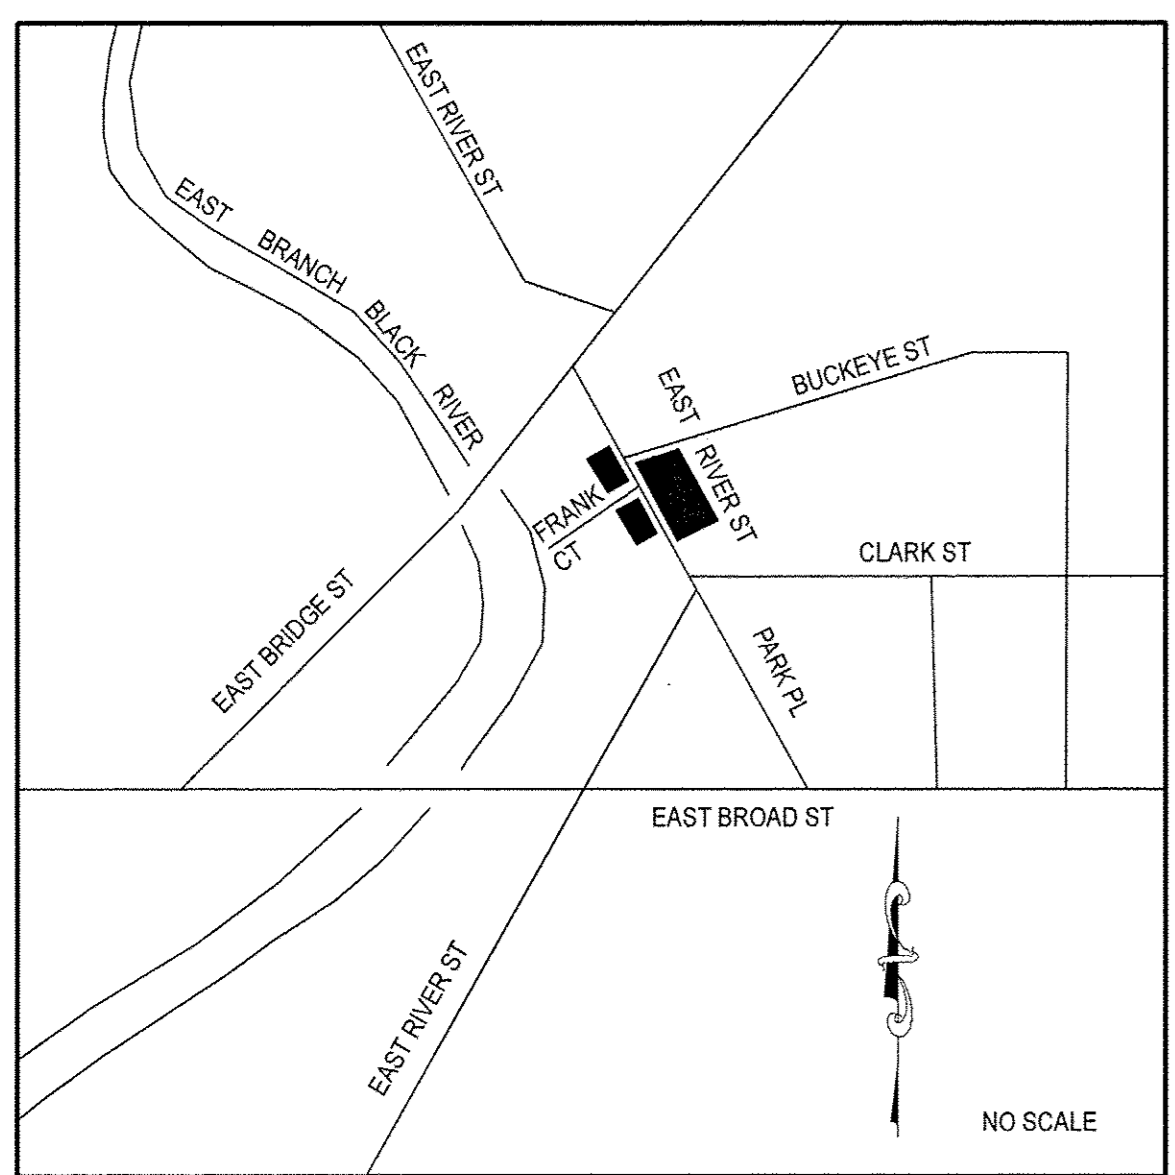 EAST RIVER ST
EAST BRANCH BLACK RIVER
BUCKEYE ST
EAST RIVER ST
FRANK CT
CLARK ST
EAST BRIDGE ST
PARK PL
EAST BROAD ST
EAST RIVER ST
NO SCALE